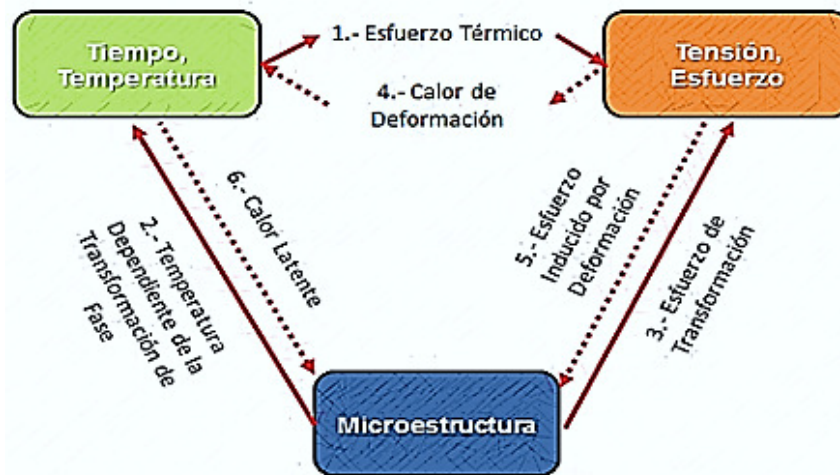 Tiempo,
Temperatura
1.- Esfuerzo Térmico
Tensión,
Esfuerzo
4.- Calor de
Deformación
2.- Temperatura
Dependiente de la
Transformación de
Fase
6.- Calor Latente
5.- Esfuerzo
Inducido por
Deformación
3.- Esfuerzo de
Transformación
Microestructura